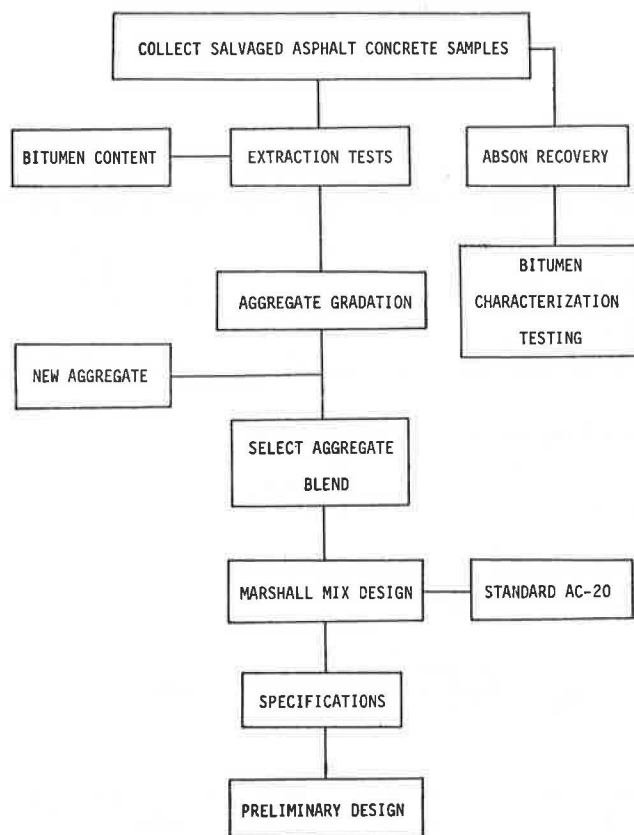 COLLECT SALVAGED ASPHALT CONCRETE SAMPLES
BITUMEN CONTENT
EXTRACTION TESTS
ABSON RECOVERY
BITUMEN
CHARACTERIZATION
TESTING
AGGREGATE GRADATION
NEW AGGREGATE
SELECT AGGREGATE
BLEND
MARSHALL MIX DESIGN
STANDARD AC-20
SPECIFICATIONS
PRELIMINARY DESIGN